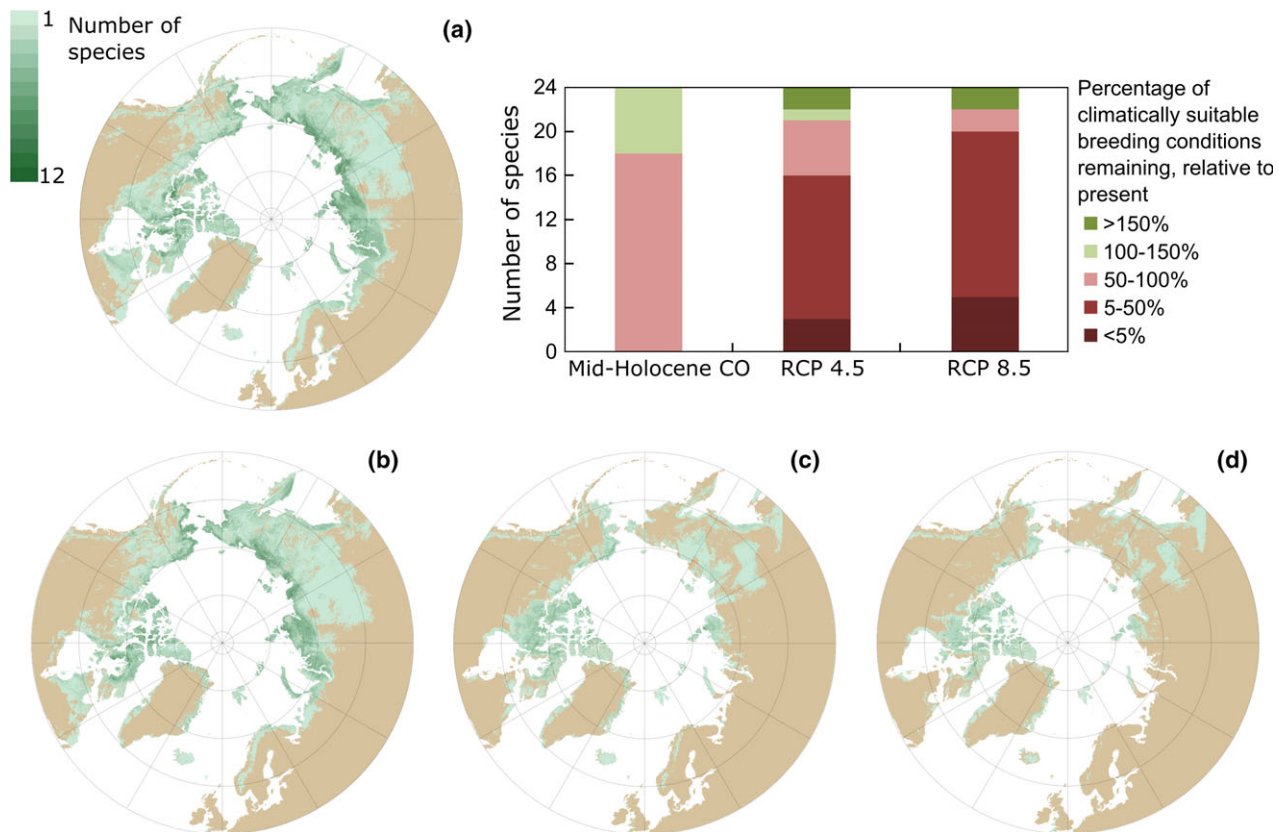 1
Number of
species
12
(a)
24
20
16
12
8
4
0
Number of species
Mid-Holocene CO
RCP 4.5
RCP 8.5
Percentage of
climatically suitable
breeding conditions
remaining, relative to
present
>150%
100-150%
50-100%
5-50%
<5%
(b)
(c)
(d)